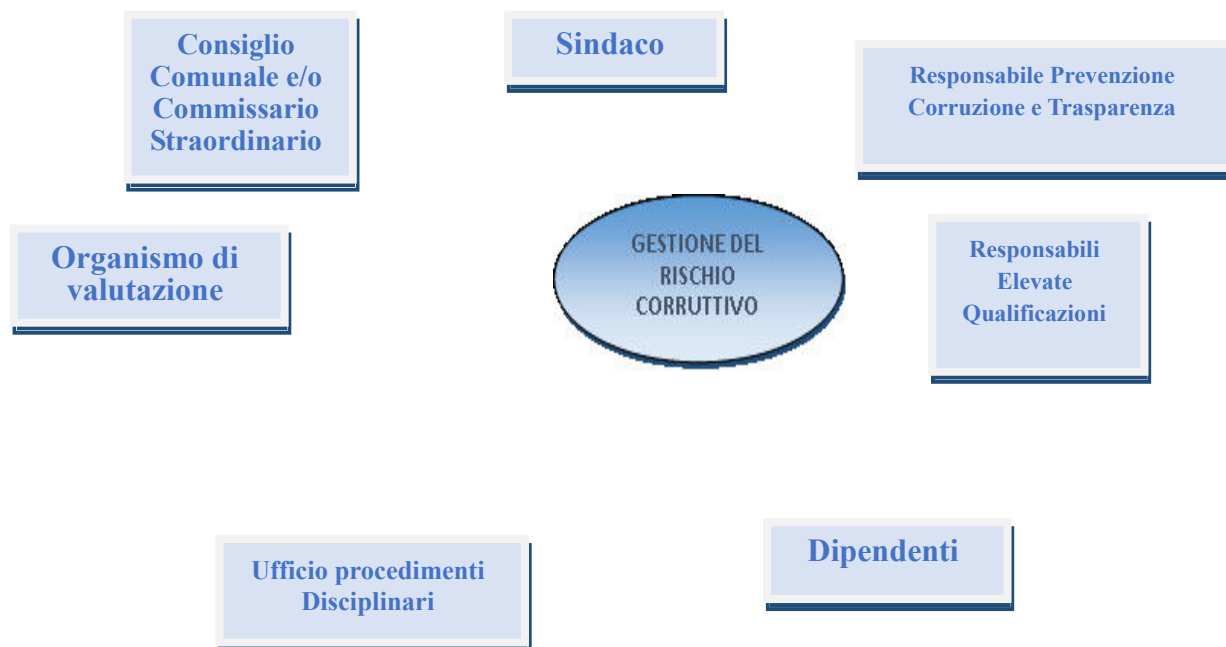 Consiglio
Comunale e/o
Commissario
Straordinario
Sindaco
Responsabile Prevenzione
Corruzione e Trasparenza
Organismo di
valutazione
GESTIONE DEL
RISCHIO
CORRUTTIVO
Responsabili
Elevate
Qualificazioni
Ufficio procedimenti
Disciplinari
Dipendenti